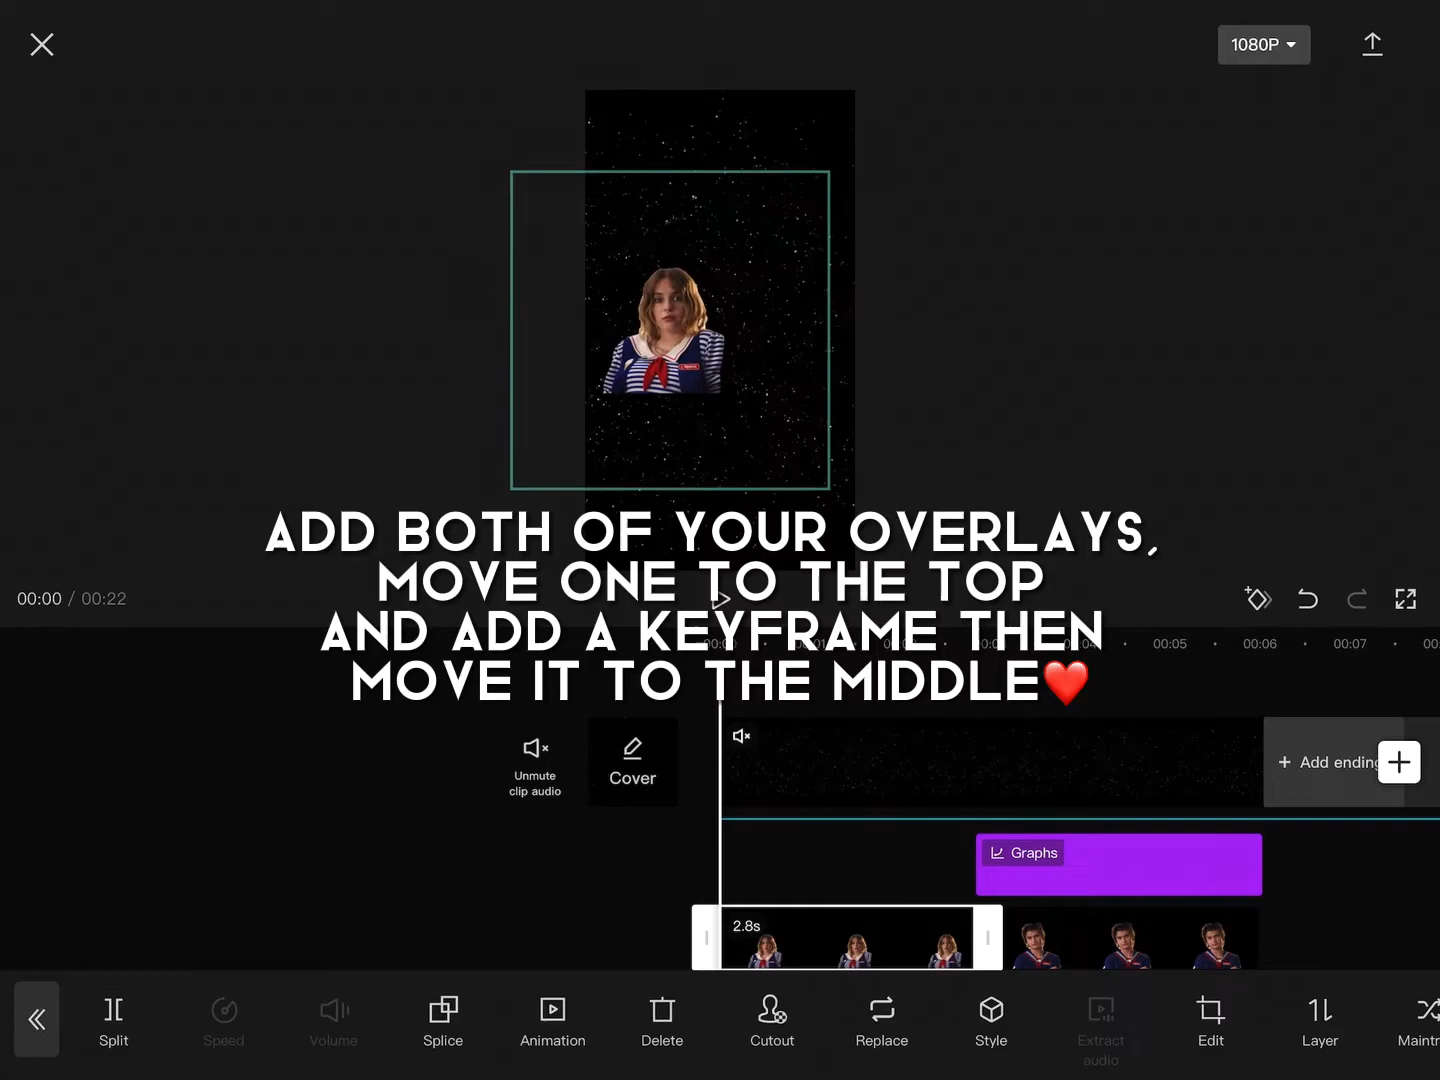 1080P
ADD BOTH OF YOUR OVERLAYS,
MOVE ONE TO THE TOP
AND ADD A KEYFRAME THEN
MOVE IT TO THE MIDDLE❤️
00:00 / 00:22
00:05 00:06 00:07
Unmute
clip audio
Cover
+ Add ending
Graphs
2.8s
Split Speed Volume Splice Animation Delete Cutout Replace Style Extract
audio Edit Layer